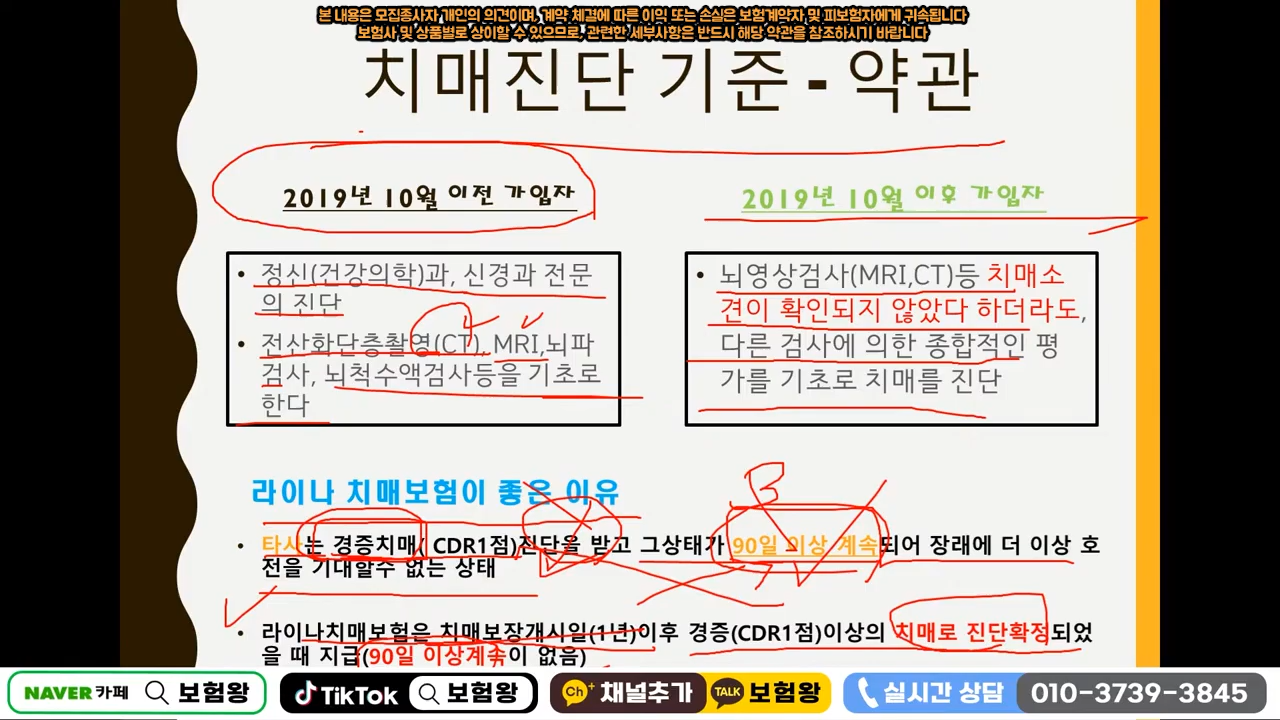 본 내용은 모집종사자 개인의 의견이며, 계약 체결에 따른 이익 또는 손실은 보험계약자 및 피보험자에게 귀속됩니다
보험사 및 상품별로 상이할 수 있으므로, 관련한 세부사항은 반드시 해당 약관을 참조하시기 바랍니다
치매진단 기준 - 약관
2019년 10월 이전 가입자
• 정신(건강의학)과, 신경과 전문
의 진단
• 전산화단층촬영(CT), MRI,뇌파
검사, 뇌척수액검사등을 기초로
한다
2019년 10월 이후 가입자
• 뇌영상검사(MRI,CT)등 치매소
견이 확인되지 않았다 하더라도,
다른 검사에 의한 종합적인 평
가를 기초로 치매를 진단
라이나 치매보험이 좋은 이유
• 타사는 경증치매( CDR1점)진단을 받고 그상태가 90일 이상 계속되어 장래에 더 이상 호
전을 기대할수 없는 상태
• 라이나치매보험은 치매보장개시일(1년)이후 경증(CDR1점)이상의 치매로 진단확정되었
을 때 지급(90일 이상계속이 없음)
NAVER 카페 보험왕
TikTok 보험왕
Ch+ 채널추가 TALK 보험왕
실시간 상담 010-3739-3845